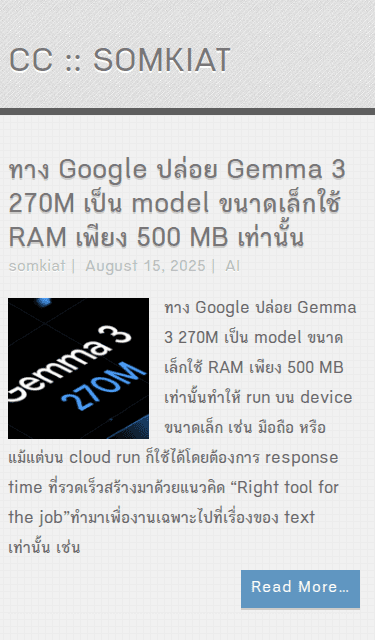 CC :: SOMKIAT
ทาง Google ปล่อย Gemma 3
270M เป็น model ขนาดเล็กใช้
RAM เพียง 500 MB เท่านั้น
somkiat | August 15, 2025 | AI
Gemma 3
270M
ทาง Google ปล่อย Gemma
3 270M เป็น model ขนาด
เล็กใช้ RAM เพียง 500 MB
เท่านั้นทำให้ run บน device
ขนาดเล็ก เช่น มือถือ หรือ
แม้แต่บน cloud run ก็ใช้ได้โดยต้องการ response
time ที่รวดเร็วสร้างมาด้วยแนวคิด “Right tool for
the job”ทำมาเพื่องานเฉพาะไปที่เรื่องของ text
เท่านั้น เช่น
Read More…